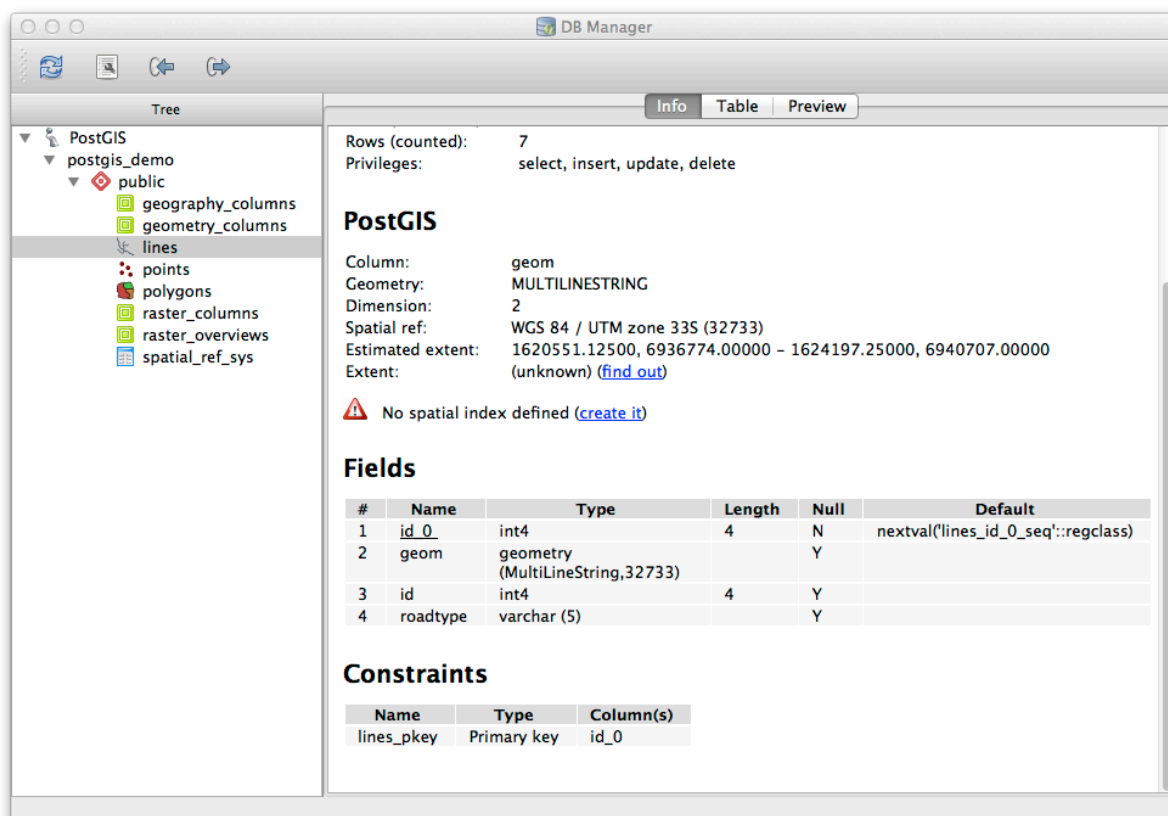 DB Manager
Tree
Info Table Preview
PostGIS
postgis_demo
public
geography_columns
geometry_columns
lines
points
polygons
raster_columns
raster_overviews
spatial_ref_sys
Rows (counted): 7
Privileges: select, insert, update, delete
PostGIS
Column: geom
Geometry: MULTILINESTRING
Dimension: 2
Spatial ref: WGS 84 / UTM zone 33S (32733)
Estimated extent: 1620551.12500, 6936774.00000 - 1624197.25000, 6940707.00000
Extent: (unknown) (find out)
No spatial index defined (create it)
Fields
# Name Type Length Null Default
1 id_0 int4 4 N nextval('lines_id_0_seq'::regclass)
2 geom geometry Y
(MultiLineString,32733)
3 id int4 4 Y
4 roadtype varchar (5) Y
Constraints
Name Type Column(s)
lines_pkey Primary key id_0